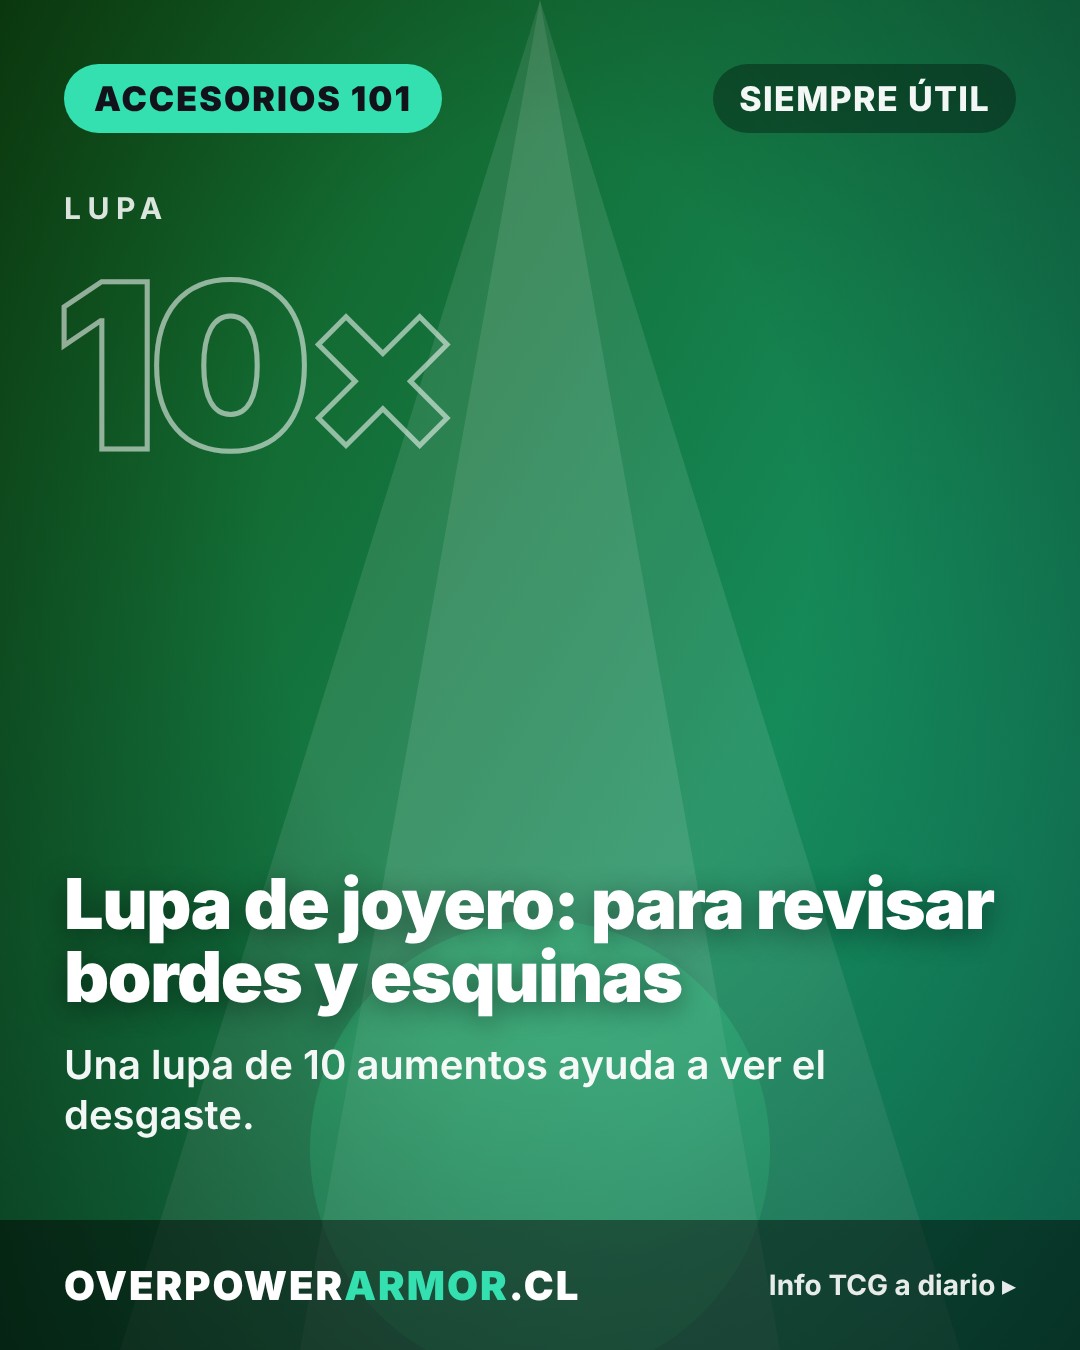 ACCESORIOS 101
SIEMPRE ÚTIL
LUPA
10×
Lupa de joyero: para revisar
bordes y esquinas
Una lupa de 10 aumentos ayuda a ver el
desgaste.
OVERPOWERARMOR.CL
Info TCG a diario ▸